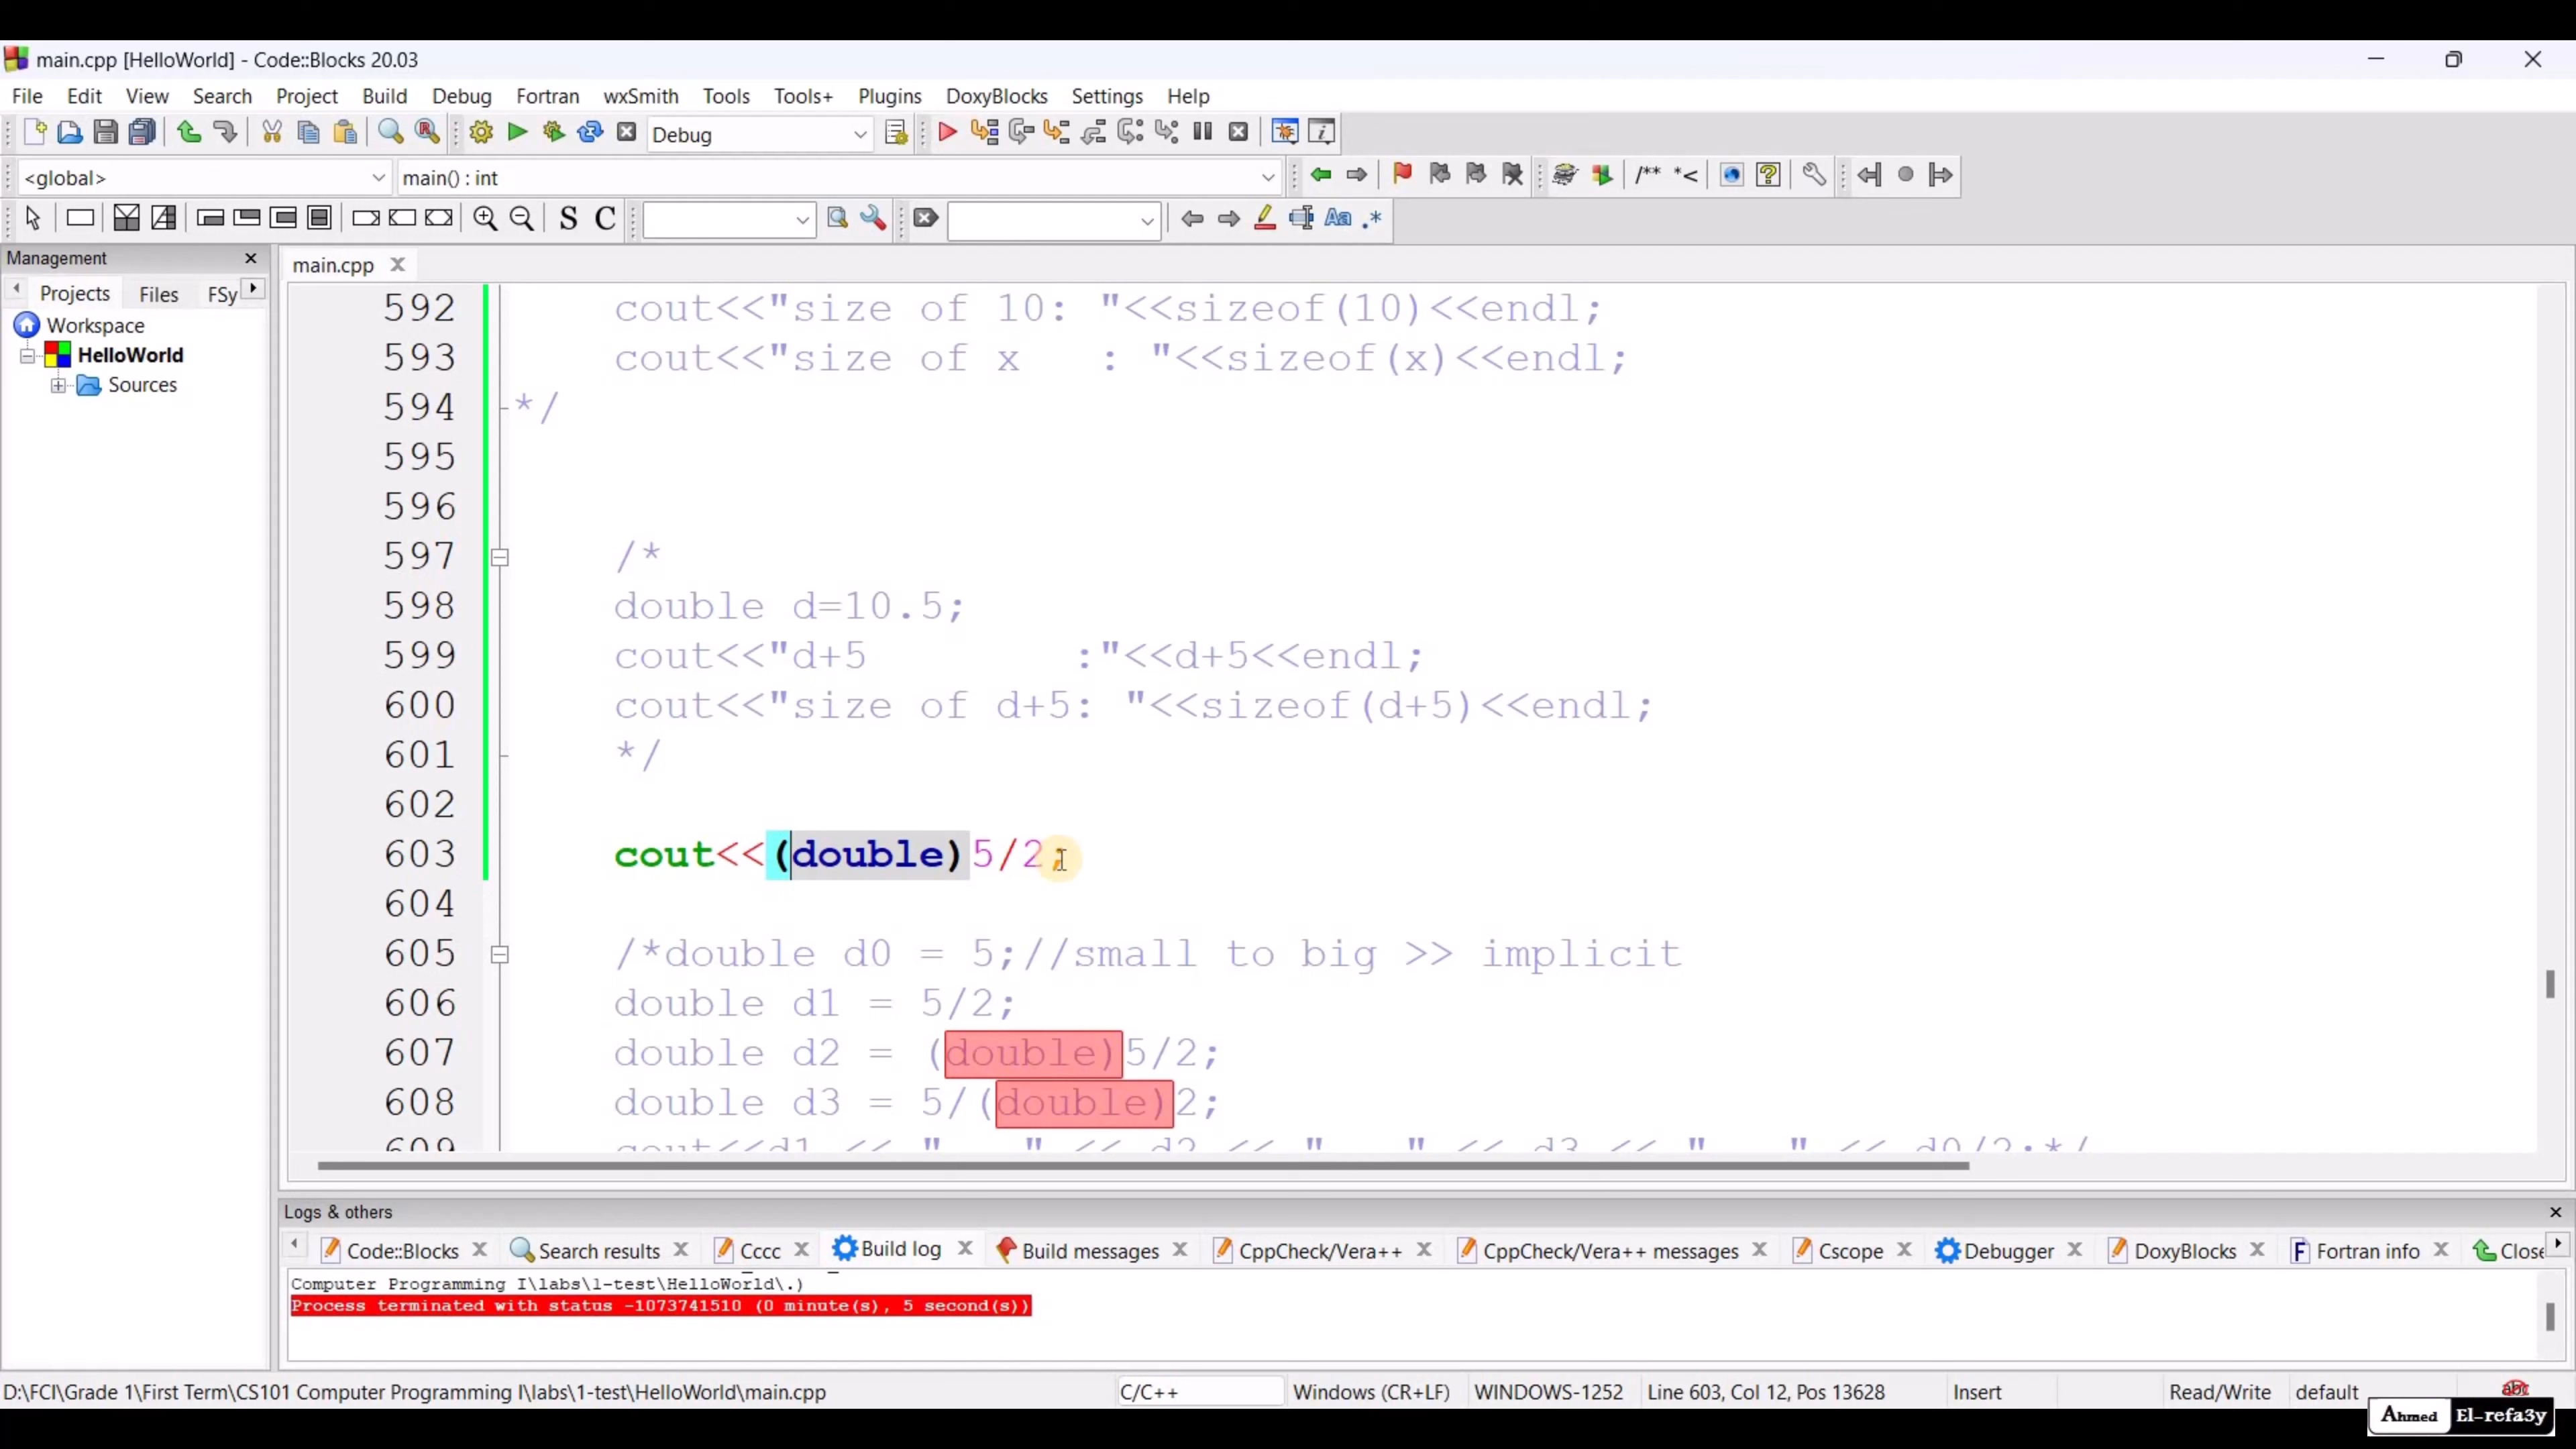 main.cpp [HelloWorld] - Code::Blocks 20.03
File Edit View Search Project Build Debug Fortran wxSmith Tools Tools+ Plugins DoxyBlocks Settings Help
Debug
<global> main() : int /** *<
S C Aa .*
Management
main.cpp
Projects Files FSy
Workspace
HelloWorld
Sources
592 cout<<"size of 10: "<<sizeof(10)<<endl;
593 cout<<"size of x   : "<<sizeof(x)<<endl;
594 */
595
596
597 /*
598 double d=10.5;
599 cout<<"d+5        :"<<d+5<<endl;
600 cout<<"size of d+5: "<<sizeof(d+5)<<endl;
601 */
602
603 cout<<(double)5/2;
604
605 /*double d0 = 5;//small to big >> implicit
606 double d1 = 5/2;
607 double d2 = (double)5/2;
608 double d3 = 5/(double)2;
609 cout<<d1 << "   " << d2 << "   " << d3 << "   " << d0/2;*/
Logs & others
Code::Blocks Search results Cccc Build log Build messages CppCheck/Vera++ CppCheck/Vera++ messages Cscope Debugger DoxyBlocks Fortran info Close
Computer Programming I\labs\1-test\HelloWorld\.)
Process terminated with status -1073741510 (0 minute(s), 5 second(s))
D:\FCI\Grade 1\First Term\CS101 Computer Programming I\labs\1-test\HelloWorld\main.cpp C/C++ Windows (CR+LF) WINDOWS-1252 Line 603, Col 12, Pos 13628 Insert Read/Write default abc
Ahmed El-refa3y